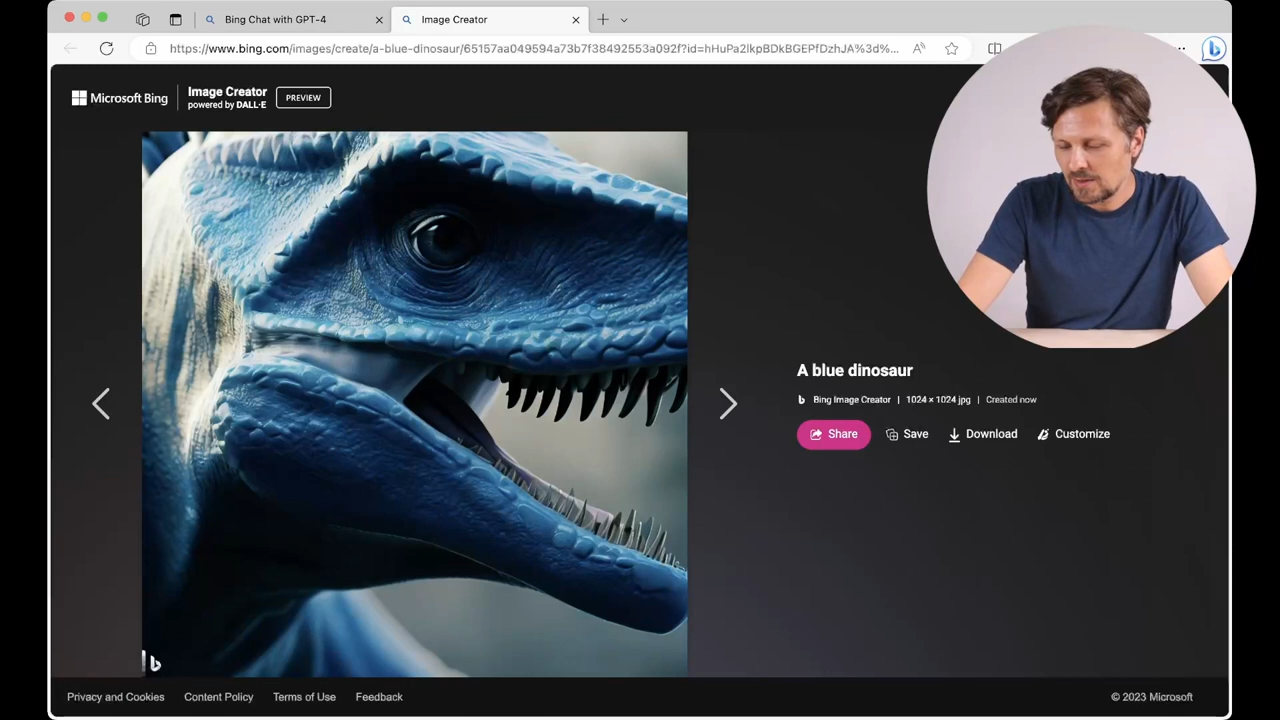 Bing Chat with GPT-4
Image Creator
https://www.bing.com/images/create/a-blue-dinosaur/65157aa049594a73b7f38492553a092f?id=hHuPa2lkpBDkBGEPfDzhJA%3d%...
Microsoft Bing
Image Creator
powered by DALL·E
PREVIEW
A blue dinosaur
Bing Image Creator | 1024 × 1024 jpg | Created now
Share Save Download Customize
Privacy and Cookies Content Policy Terms of Use Feedback © 2023 Microsoft